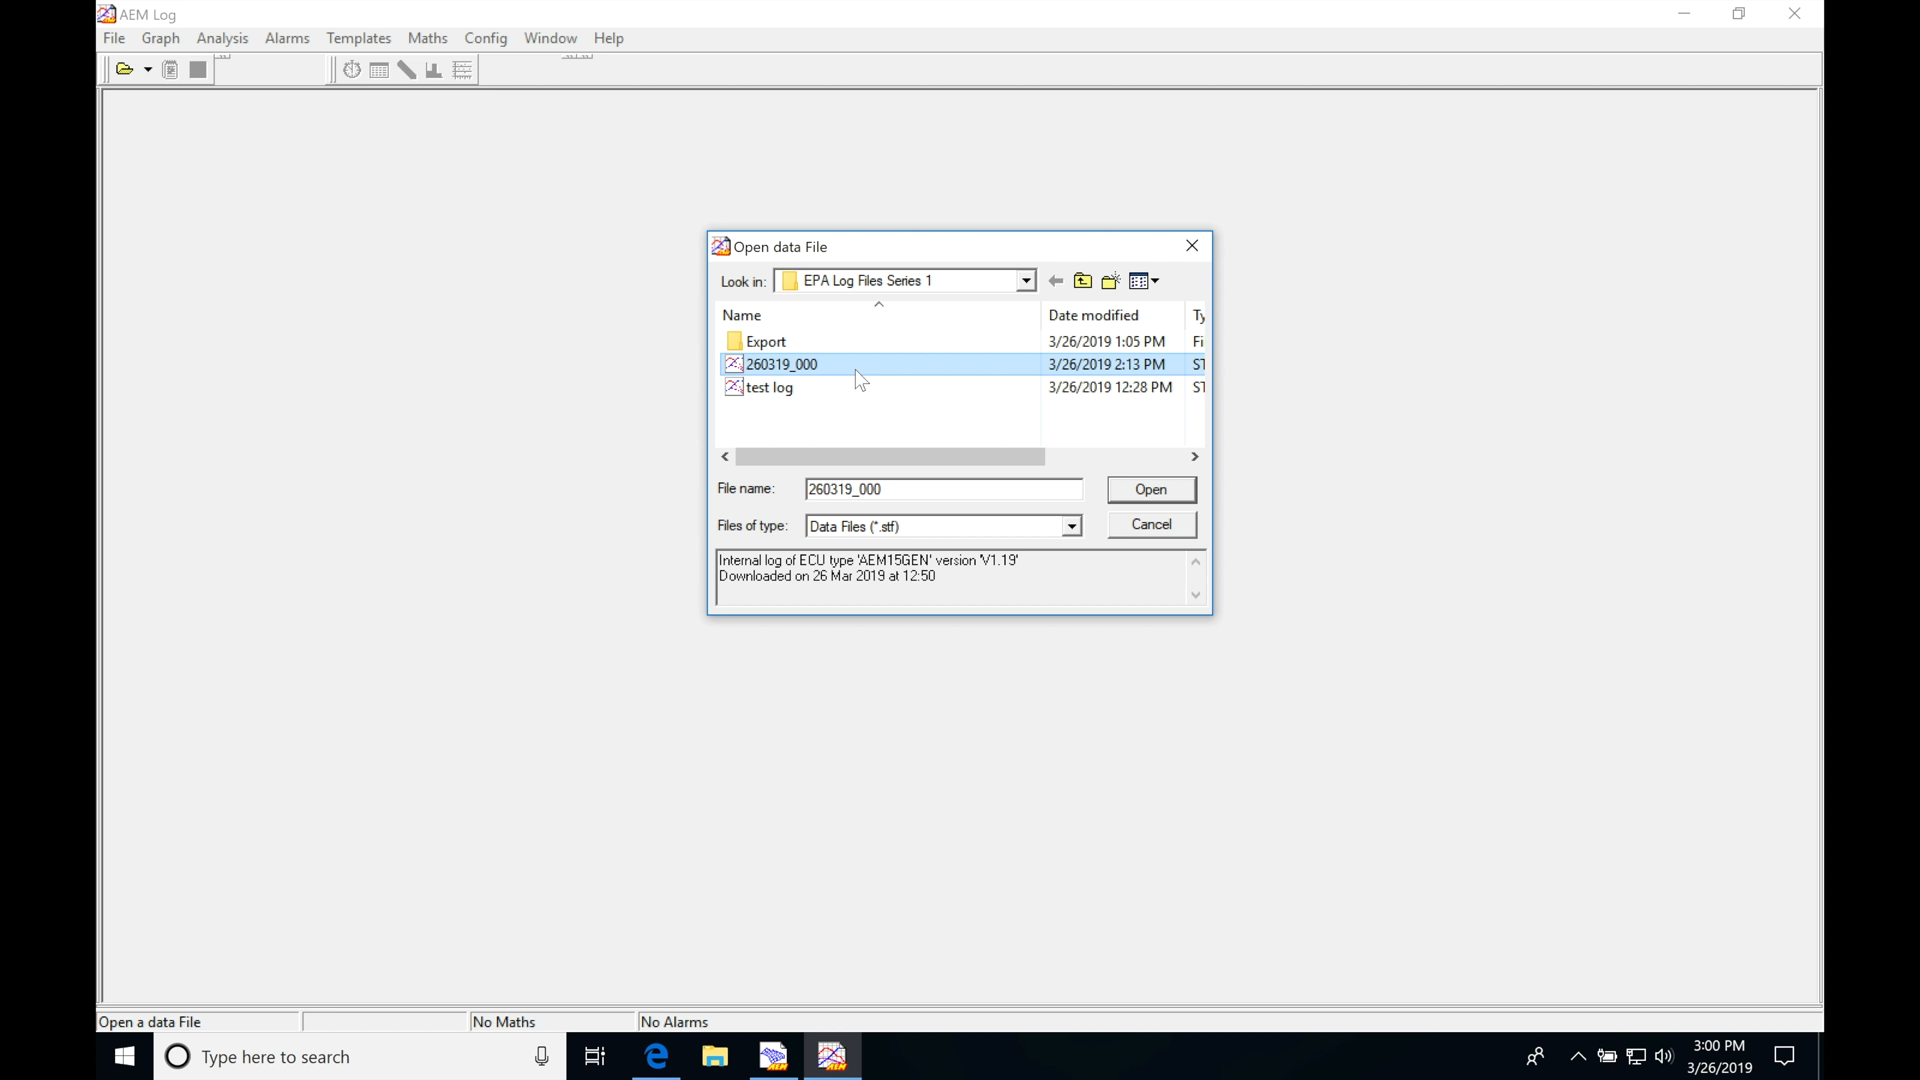 AEM Log
File Graph Analysis Alarms Templates Maths Config Window Help
Open data File
Look in: EPA Log Files Series 1
Name Date modified Ty
Export 3/26/2019 1:05 PM Fi
260319_000 3/26/2019 2:13 PM ST
test log 3/26/2019 12:28 PM ST
File name: 260319_000 Open
Files of type: Data Files (*.stf) Cancel
Internal log of ECU type 'AEM15GEN' version 'V1.19'
Downloaded on 26 Mar 2019 at 12:50
Open a data File No Maths No Alarms
Type here to search
3:00 PM
3/26/2019